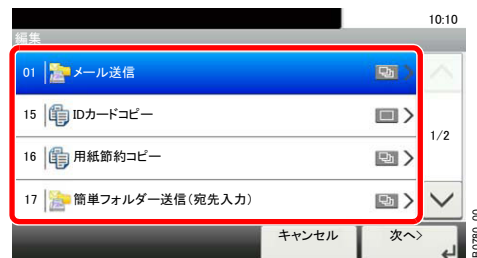 10:10
編集
01 メール送信
15 IDカードコピー
16 用紙節約コピー
1/2
17 簡単フォルダー送信(宛先入力)
キャンセル 次へ>
B0780_00